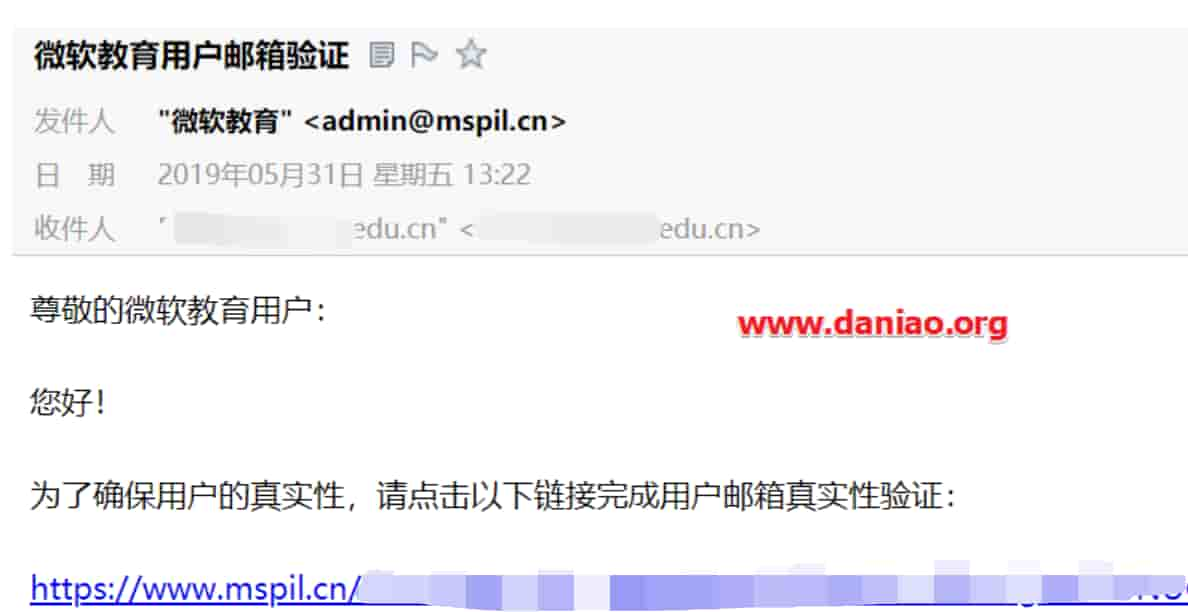 微软教育用户邮箱验证
发件人 "微软教育" <admin@mspil.cn>
日 期 2019年05月31日 星期五 13:22
收件人 " edu.cn" < edu.cn>
尊敬的微软教育用户：
www.daniao.org
您好！
为了确保用户的真实性，请点击以下链接完成用户邮箱真实性验证：
https://www.mspil.cn/